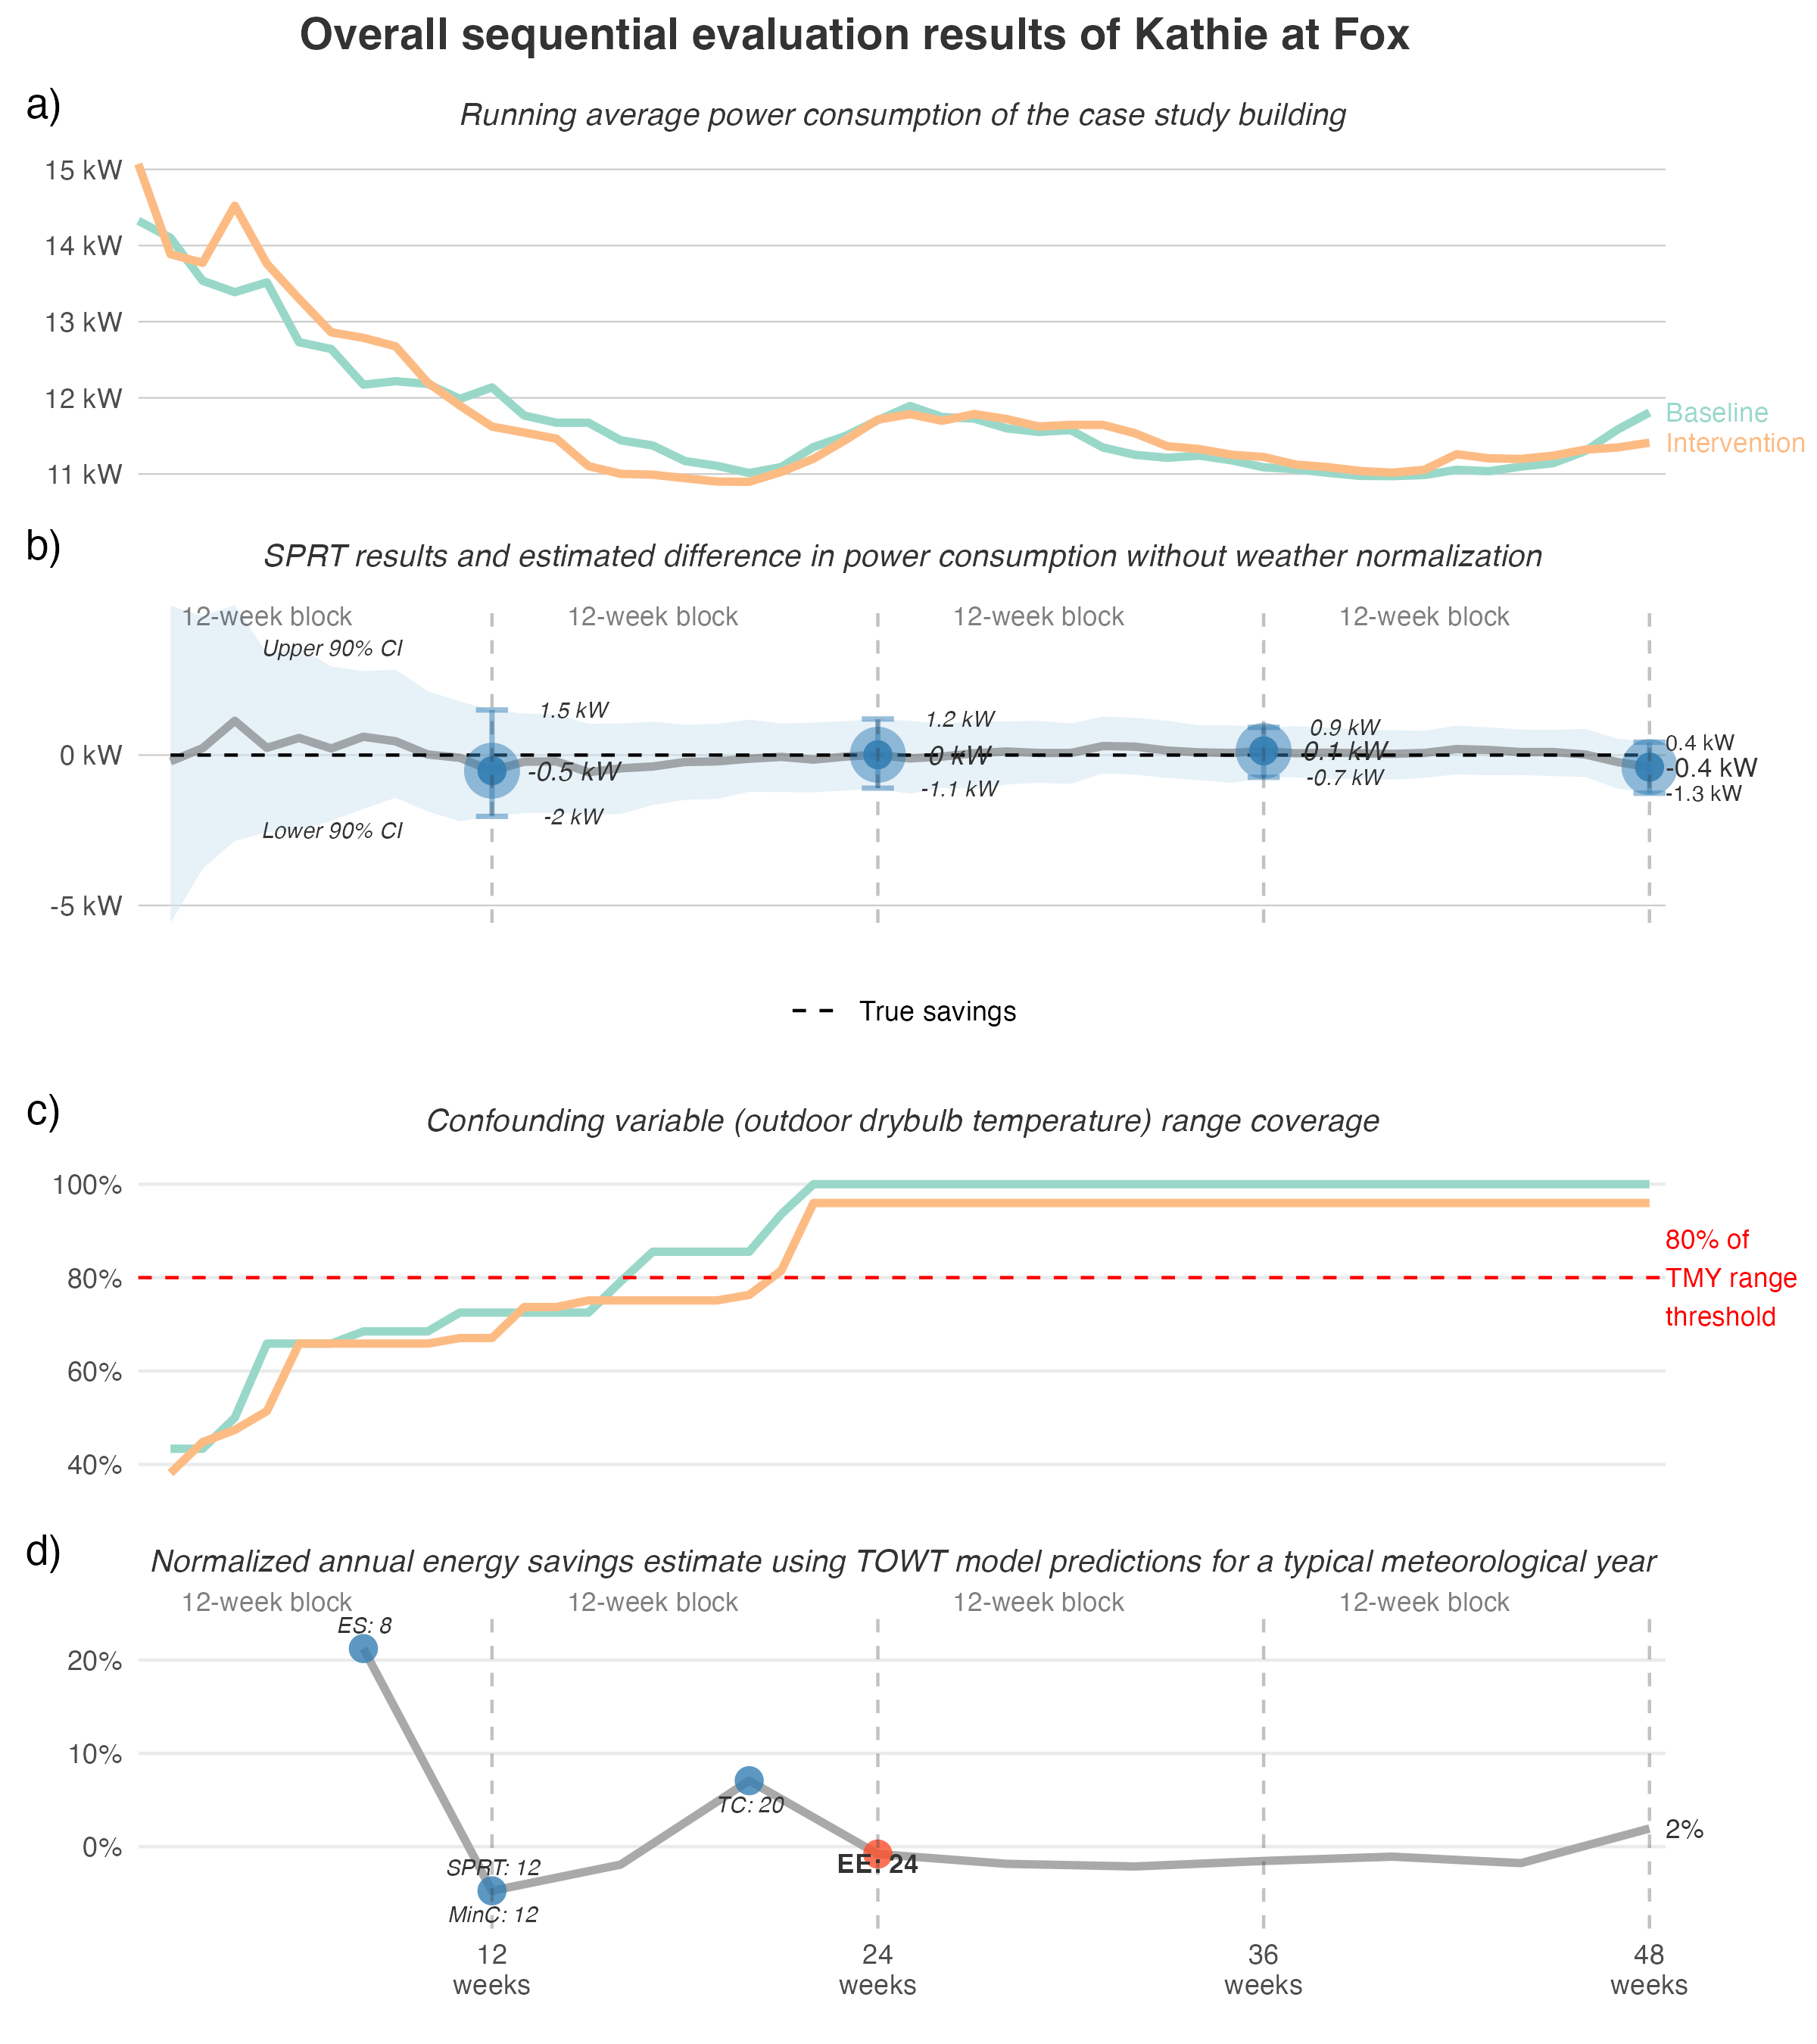 Overall sequential evaluation results of Kathie at Fox
a)
Running average power consumption of the case study building
15 kW
14 kW
13 kW
12 kW
11 kW
Baseline
Intervention
b)
SPRT results and estimated difference in power consumption without weather normalization
12-week block
12-week block
12-week block
12-week block
Upper 90% CI
Lower 90% CI
0 kW
-5 kW
1.5 kW
-0.5 kW
-2 kW
1.2 kW
0 kW
-1.1 kW
0.9 kW
0.1 kW
-0.7 kW
0.4 kW
-0.4 kW
-1.3 kW
True savings
c)
Confounding variable (outdoor drybulb temperature) range coverage
100%
80%
60%
40%
80% of
TMY range
threshold
d)
Normalized annual energy savings estimate using TOWT model predictions for a typical meteorological year
12-week block
12-week block
12-week block
12-week block
20%
10%
0%
ES: 8
SPRT: 12
MinC: 12
TC: 20
EE: 24
2%
12
weeks
24
weeks
36
weeks
48
weeks